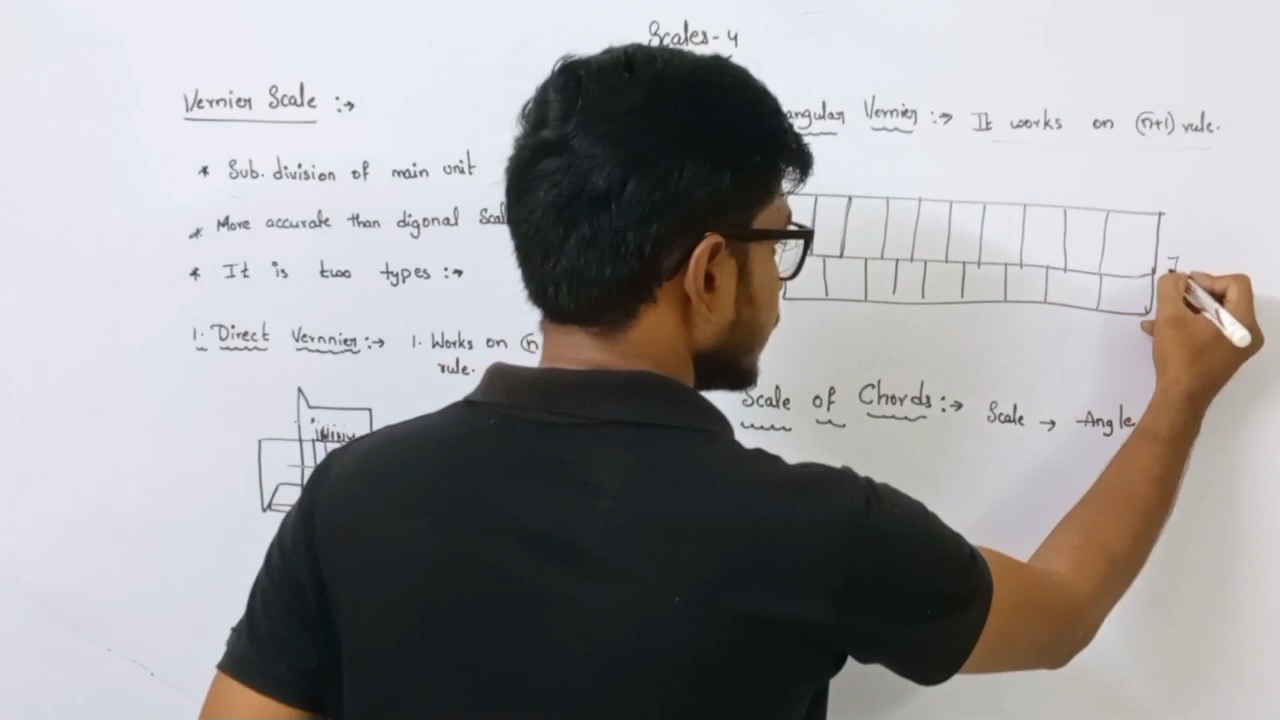 Scales-4
Vernier Scale :→
* Sub. division of main unit
* More accurate than digonal Scal
* It is two types :→
1. Direct Vernnier :→ 1. Works on (n
rule.
angular Vernier :→ It works on (n+1) rule.
Scale of Chords :→ Scale → Angle